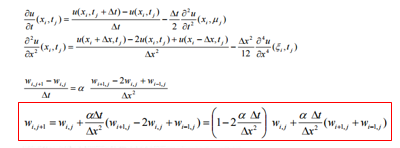 ∂u/∂t (x_i, t_j) = (u(x_i, t_j + Δt) − u(x_i, t_j))/Δt − Δt/2 ∂²u/∂t² (x_i, μ_j)
∂²u/∂x² (x_i, t_j) = (u(x_i + Δx, t_j) − 2u(x_i, t_j) + u(x_i − Δx, t_j))/Δx² − Δx²/12 ∂⁴u/∂x⁴ (ξ_i, t_j)
(w_{i,j+1} − w_{i,j})/Δt = α (w_{i+1,j} − 2w_{i,j} + w_{i−1,j})/Δx²
w_{i,j+1} = w_{i,j} + αΔt/Δx² (w_{i+1,j} − 2w_{i,j} + w_{i−1,j}) = (1 − 2 α Δt/Δx²) w_{i,j} + α Δt/Δx² (w_{i+1,j} + w_{i−1,j})